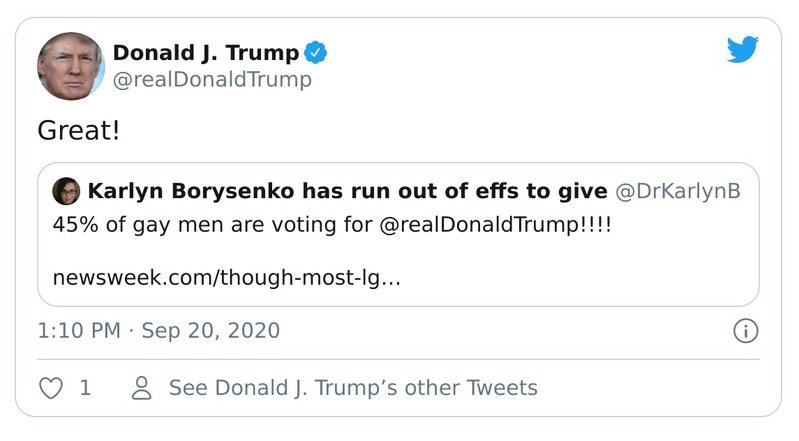 Donald J. Trump
@realDonaldTrump
Great!
Karlyn Borysenko has run out of effs to give @DrKarlynB
45% of gay men are voting for @realDonaldTrump!!!!
newsweek.com/though-most-lg…
1:10 PM · Sep 20, 2020
1 See Donald J. Trump’s other Tweets